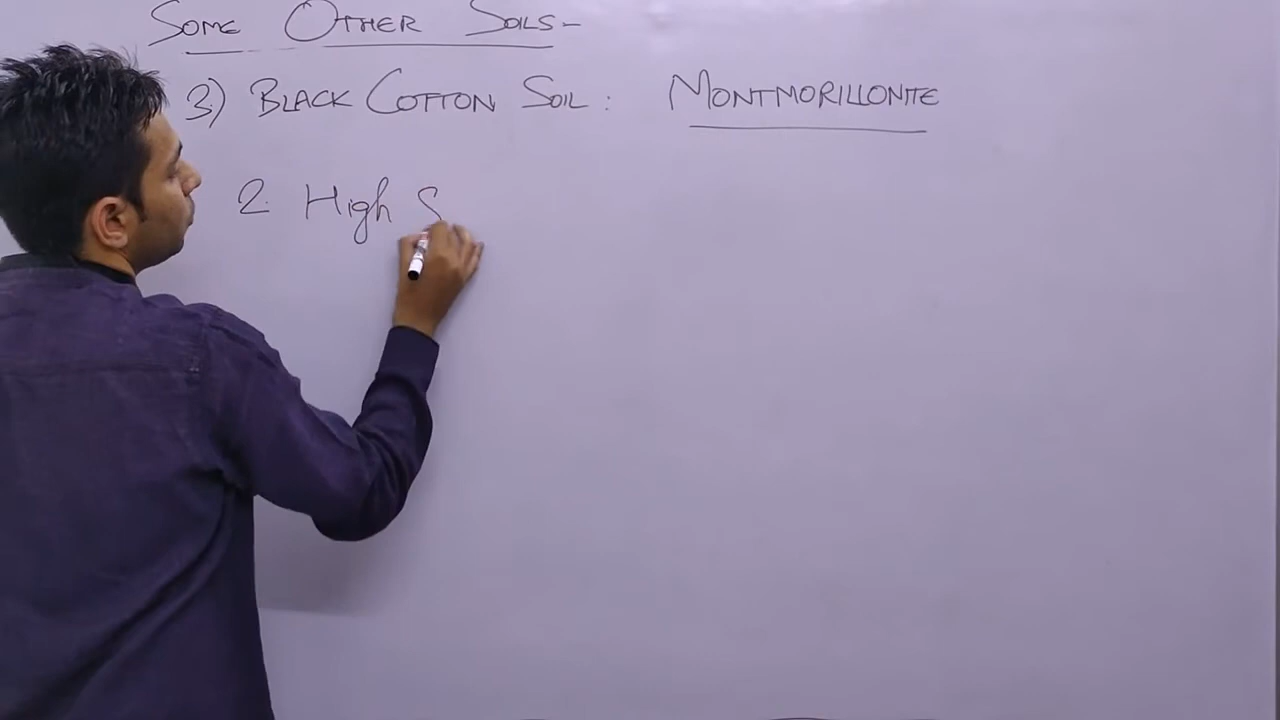 SOME OTHER SOILS-
3) BLACK COTTON SOIL: MONTMORILLONITE
2. High S